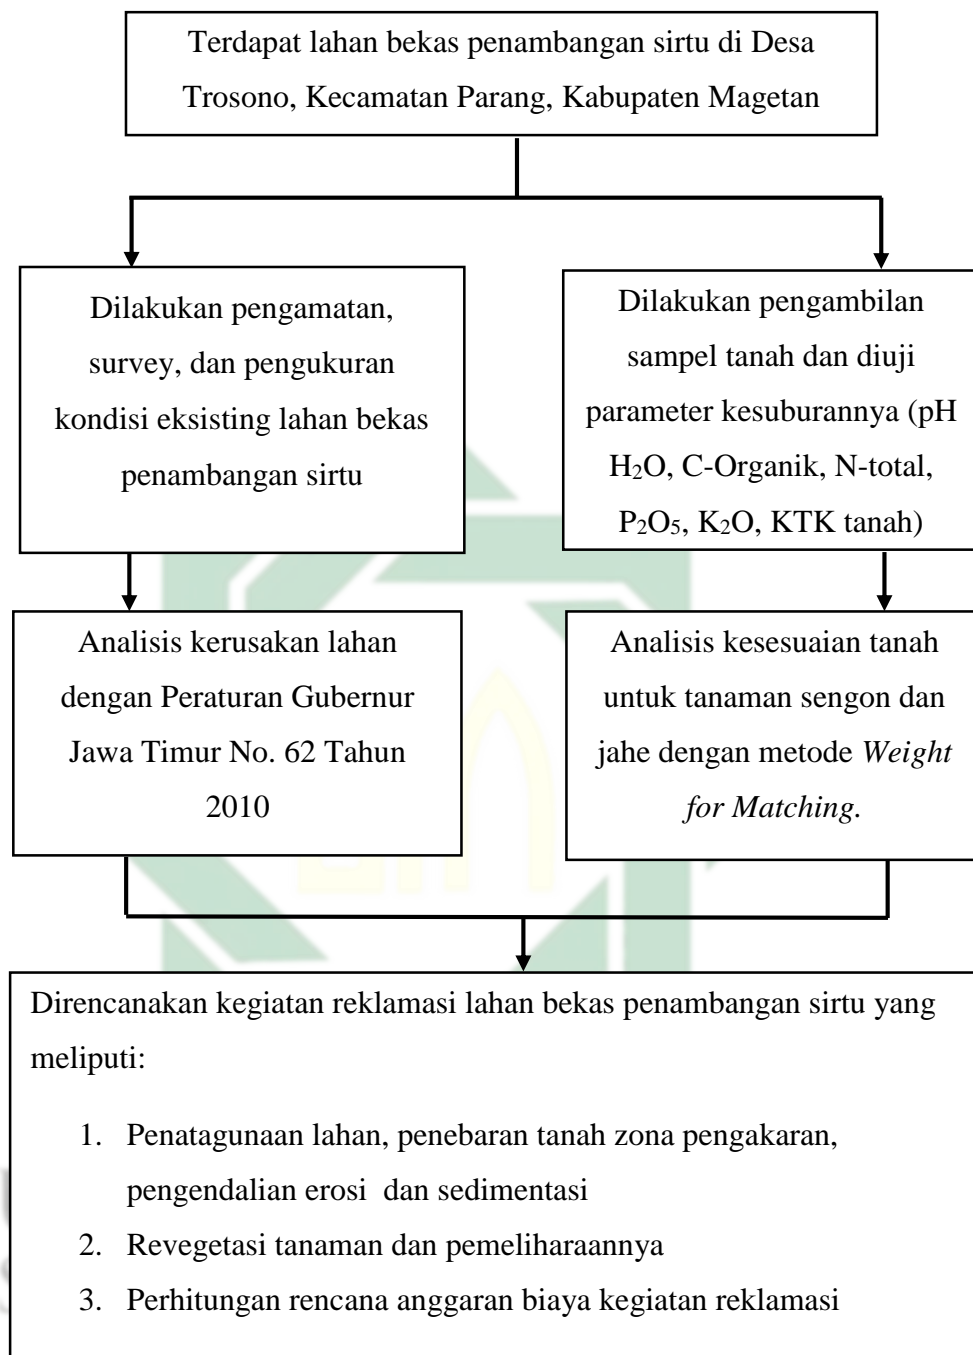 Terdapat lahan bekas penambangan sirtu di Desa
Trosono, Kecamatan Parang, Kabupaten Magetan
Dilakukan pengamatan,
survey, dan pengukuran
kondisi eksisting lahan bekas
penambangan sirtu
Dilakukan pengambilan
sampel tanah dan diuji
parameter kesuburannya (pH
H₂O, C-Organik, N-total,
P₂O₅, K₂O, KTK tanah)
Analisis kerusakan lahan
dengan Peraturan Gubernur
Jawa Timur No. 62 Tahun
2010
Analisis kesesuaian tanah
untuk tanaman sengon dan
jahe dengan metode Weight
for Matching.
Direncanakan kegiatan reklamasi lahan bekas penambangan sirtu yang
meliputi:
1. Penatagunaan lahan, penebaran tanah zona pengakaran,
pengendalian erosi dan sedimentasi
2. Revegetasi tanaman dan pemeliharaannya
3. Perhitungan rencana anggaran biaya kegiatan reklamasi